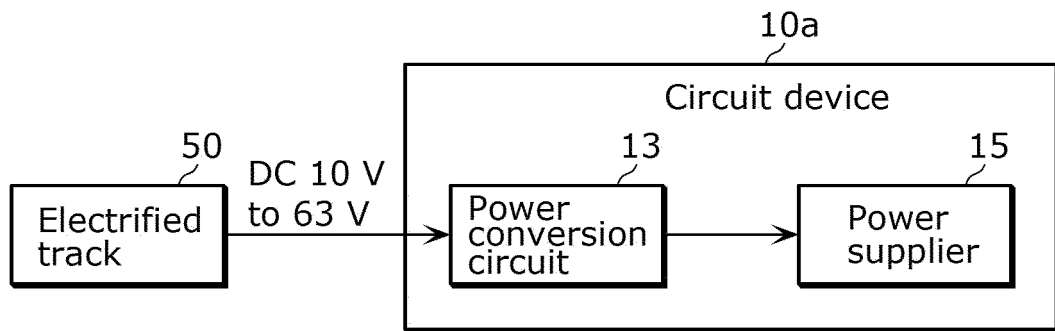 10a
Circuit device
50
DC 10 V
to 63 V
13
15
Electrified
track
Power
conversion
circuit
Power
supplier